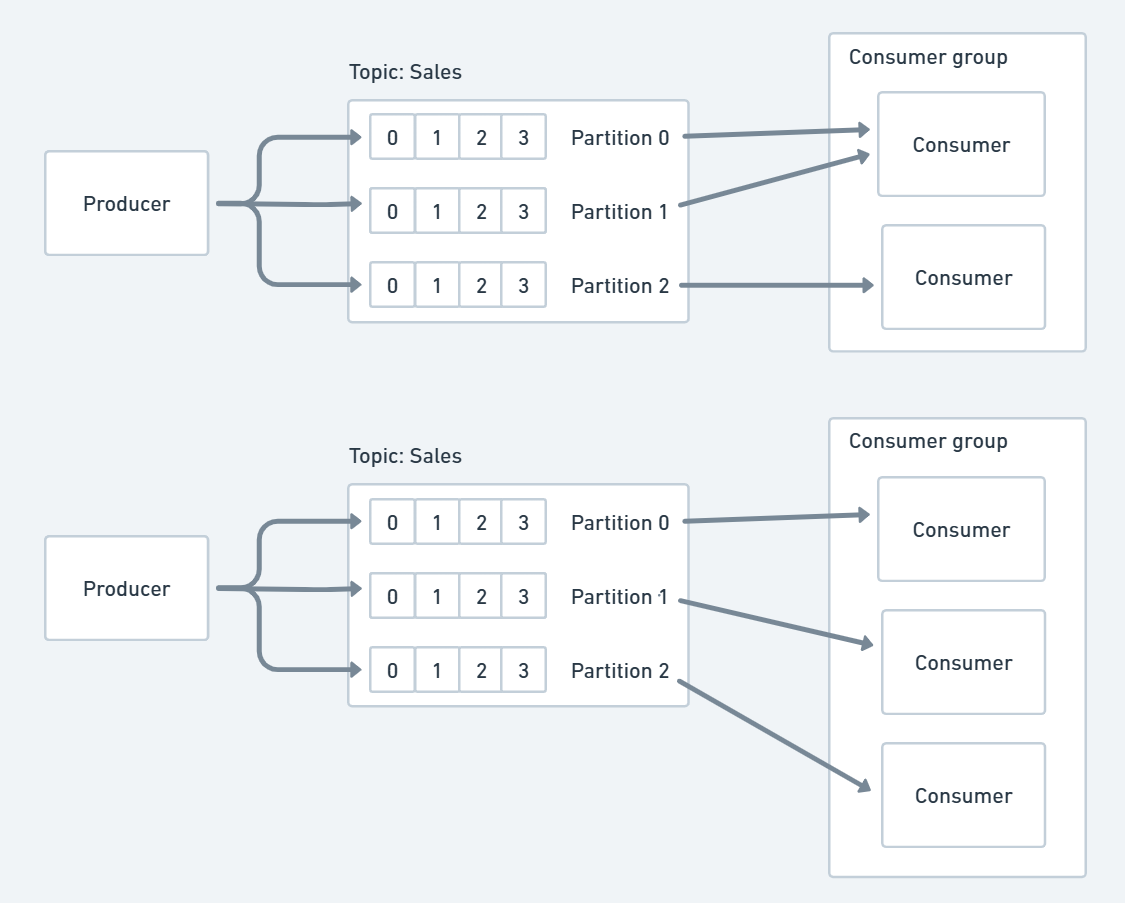 Consumer group
Topic: Sales
Producer
0 1 2 3 Partition 0
0 1 2 3 Partition 1
0 1 2 3 Partition 2
Consumer
Consumer
Consumer group
Topic: Sales
Producer
0 1 2 3 Partition 0
0 1 2 3 Partition 1
0 1 2 3 Partition 2
Consumer
Consumer
Consumer